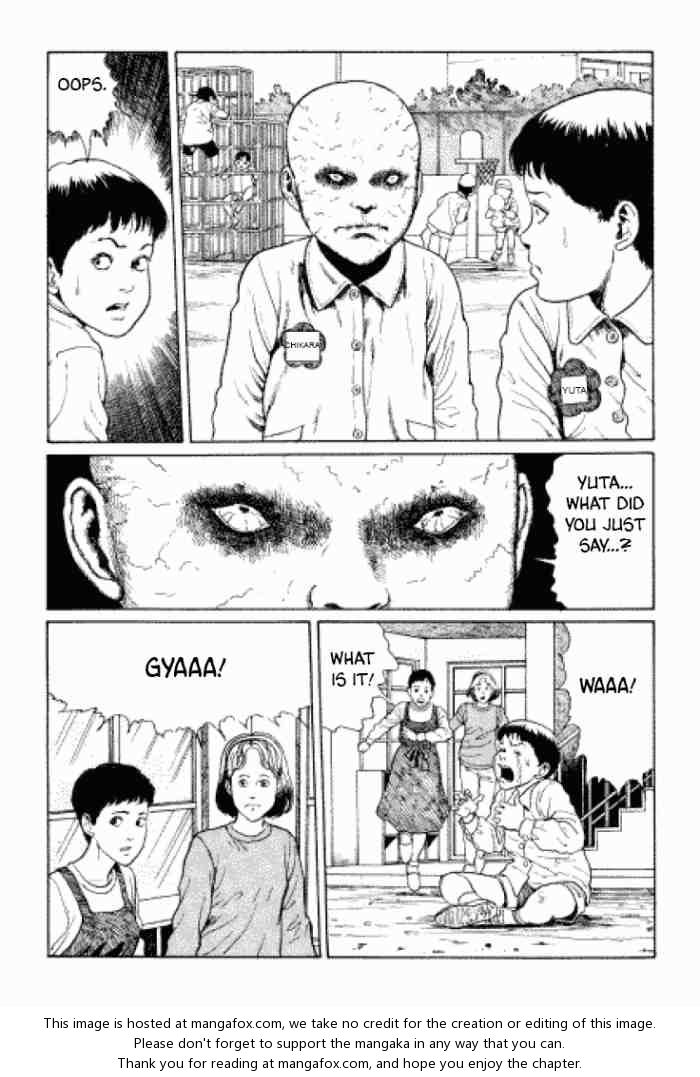 OOPS.
CHIKARA
YUTA
YUTA...
WHAT DID
YOU JUST
SAY...?
GYAAA!
WHAT
IS IT!
WAAA!
This image is hosted at mangafox.com, we take no credit for the creation or editing of this image.
Please don't forget to support the mangaka in any way that you can.
Thank you for reading at mangafox.com, and hope you enjoy the chapter.